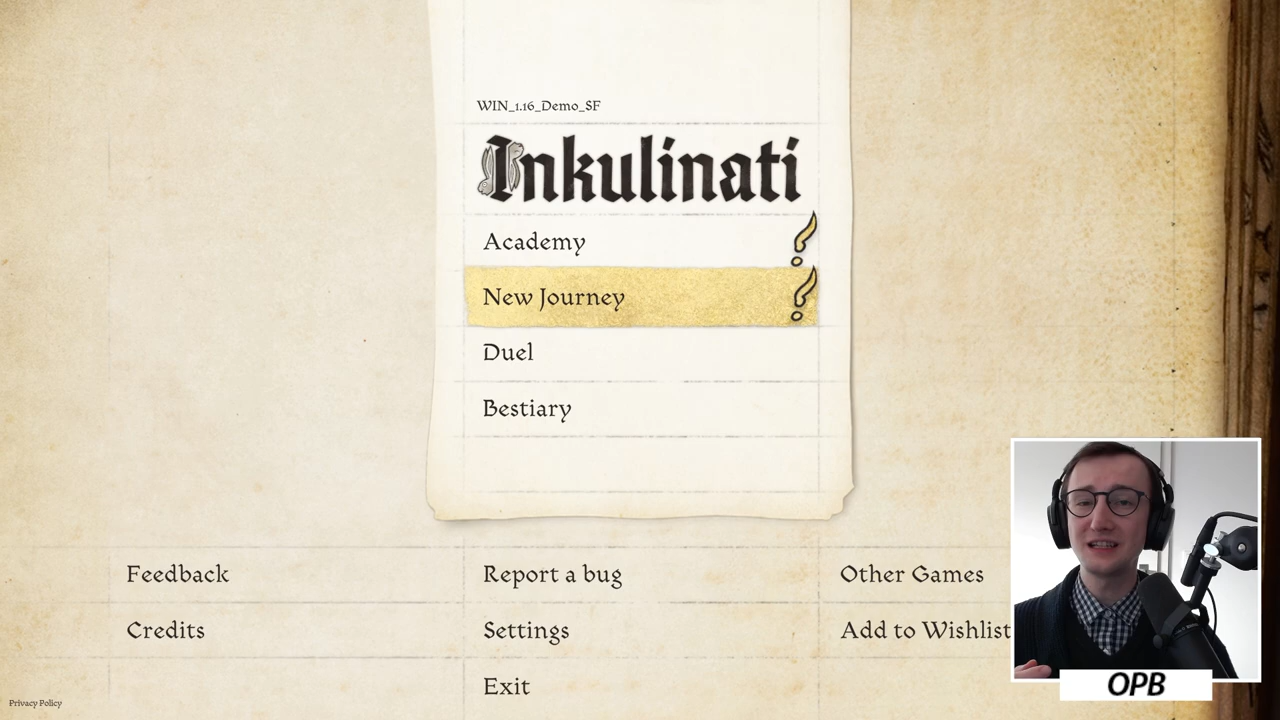 WIN_1.16_Demo_SF
Inkulinati
Academy
New Journey
Duel
Bestiary
Feedback
Report a bug
Other Games
Credits
Settings
Add to Wishlist
Exit
OPB
Privacy Policy